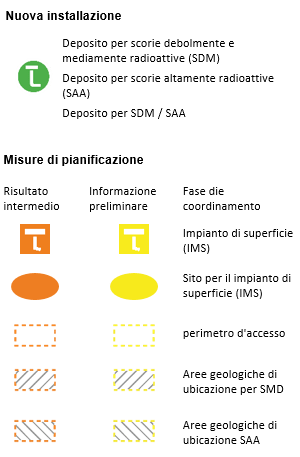 Nuova installazione
Deposito per scorie debolmente e
mediamente radioattive (SDM)
Deposito per scorie altamente radioattive
(SAA)
Deposito per SDM / SAA
Misure di pianificazione
Risultato
intermedio
Informazione
preliminare
Fase die
coordinamento
Impianto di superficie
(IMS)
Sito per il impianto di
superficie (IMS)
perimetro d'accesso
Aree geologiche di
ubicazione per SMD
Aree geologiche di
ubicazione SAA